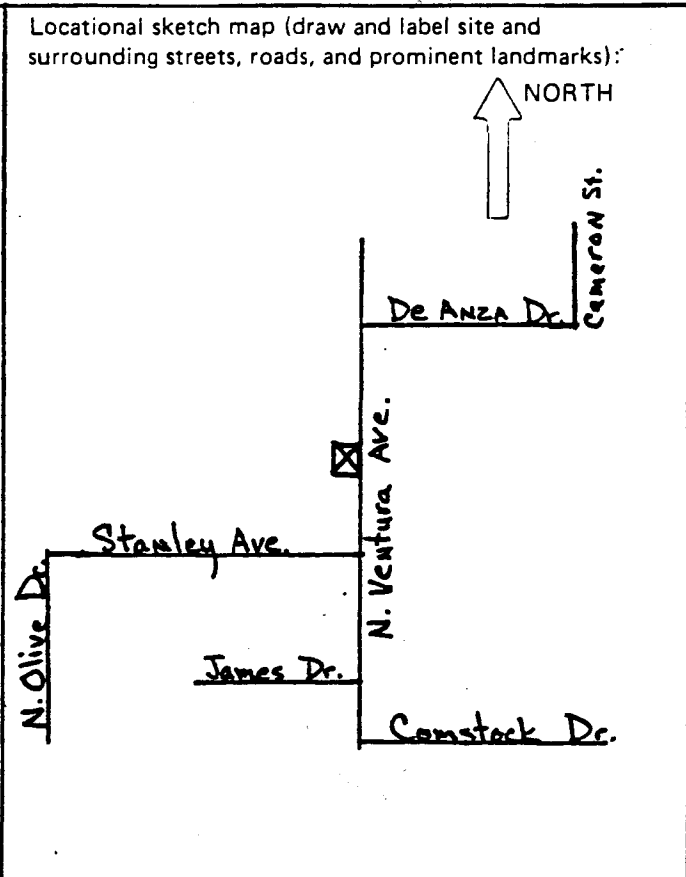 Locational sketch map (draw and label site and
surrounding streets, roads, and prominent landmarks):
NORTH
Cameron St.
De Anza Dr.
N. Ventura Ave.
Stanley Ave.
N. Olive Dr.
James Dr.
Comstock Dr.